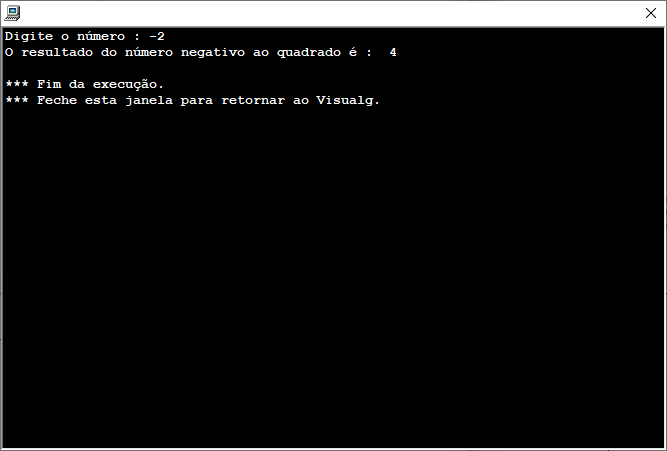 Digite o número : -2
O resultado do número negativo ao quadrado é :  4
*** Fim da execução.
*** Feche esta janela para retornar ao Visualg.